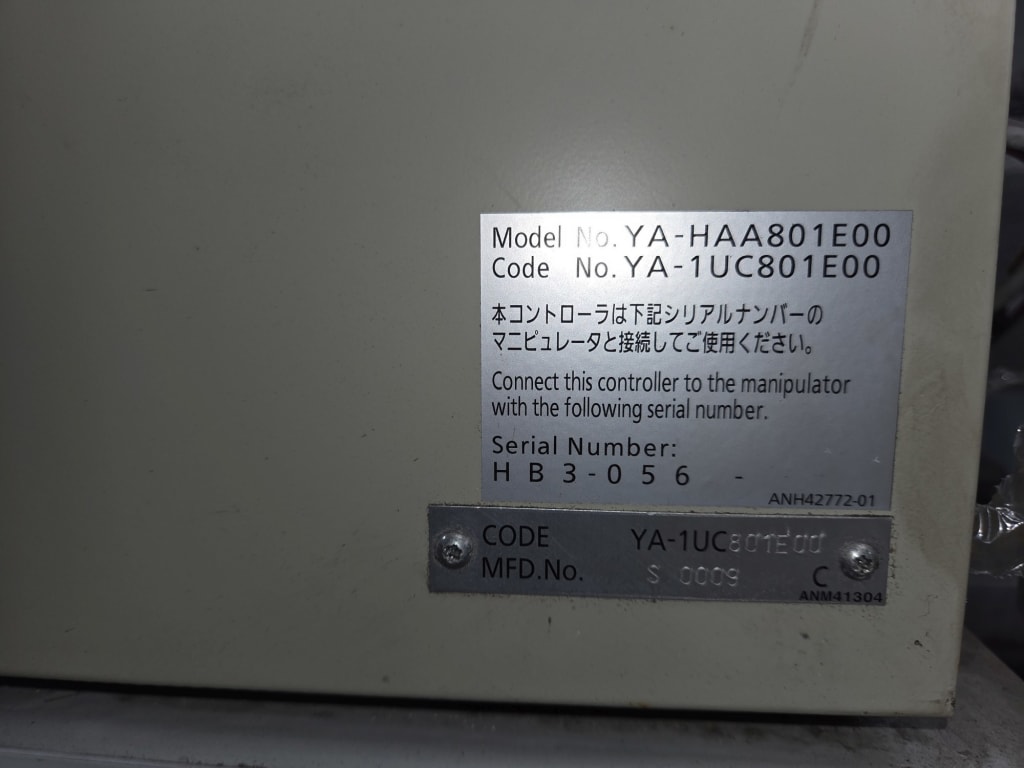 Model No. YA-HAA801E00
Code No. YA-1UC801E00
本コントローラは下記シリアルナンバーの
マニピュレータと接続してご使用ください。
Connect this controller to the manipulator
with the following serial number.
Serial Number:
HB3-056 -
ANH42772-01
CODE YA-1UC801E00
MFD.No. S 0009 C
ANM41304